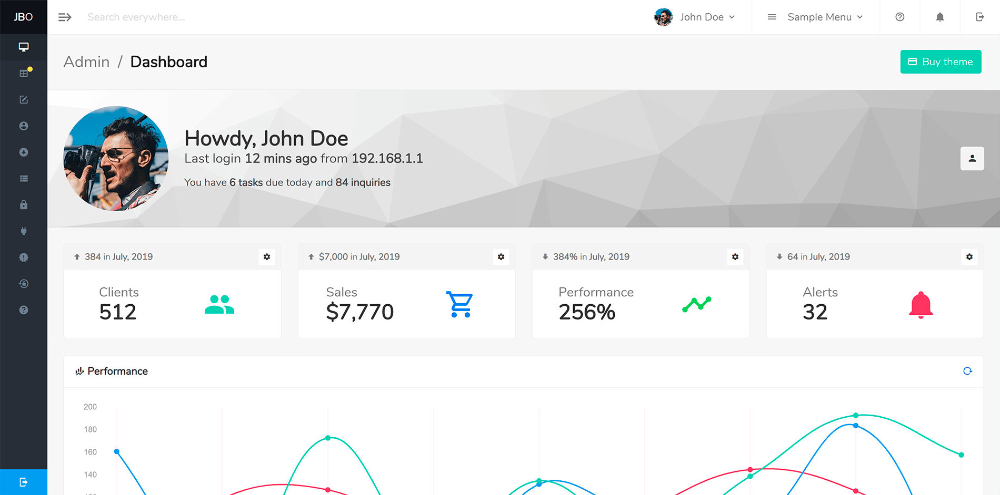 JBO
Search everywhere...
John Doe
Sample Menu
Admin / Dashboard
Buy theme
Howdy, John Doe
Last login 12 mins ago from 192.168.1.1
You have 6 tasks due today and 84 inquiries
384 in July, 2019
$7,000 in July, 2019
384% in July, 2019
64 in July, 2019
Clients
512
Sales
$7,770
Performance
256%
Alerts
32
Performance
200
180
160
140